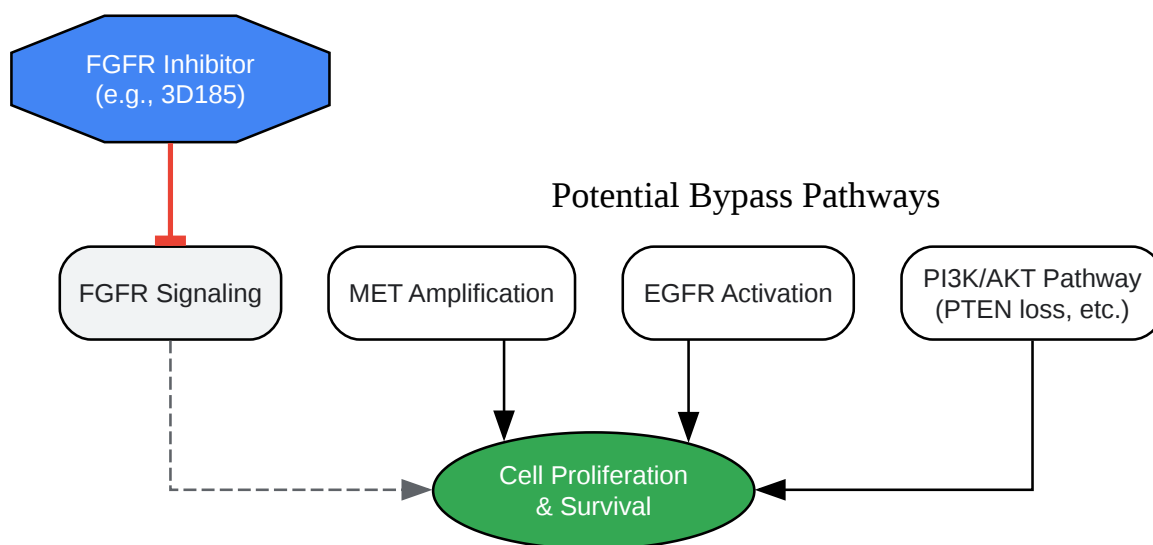 FGFR Inhibitor
(e.g., 3D185)
Potential Bypass Pathways
FGFR Signaling
MET Amplification
EGFR Activation
PI3K/AKT Pathway
(PTEN loss, etc.)
Cell Proliferation
& Survival